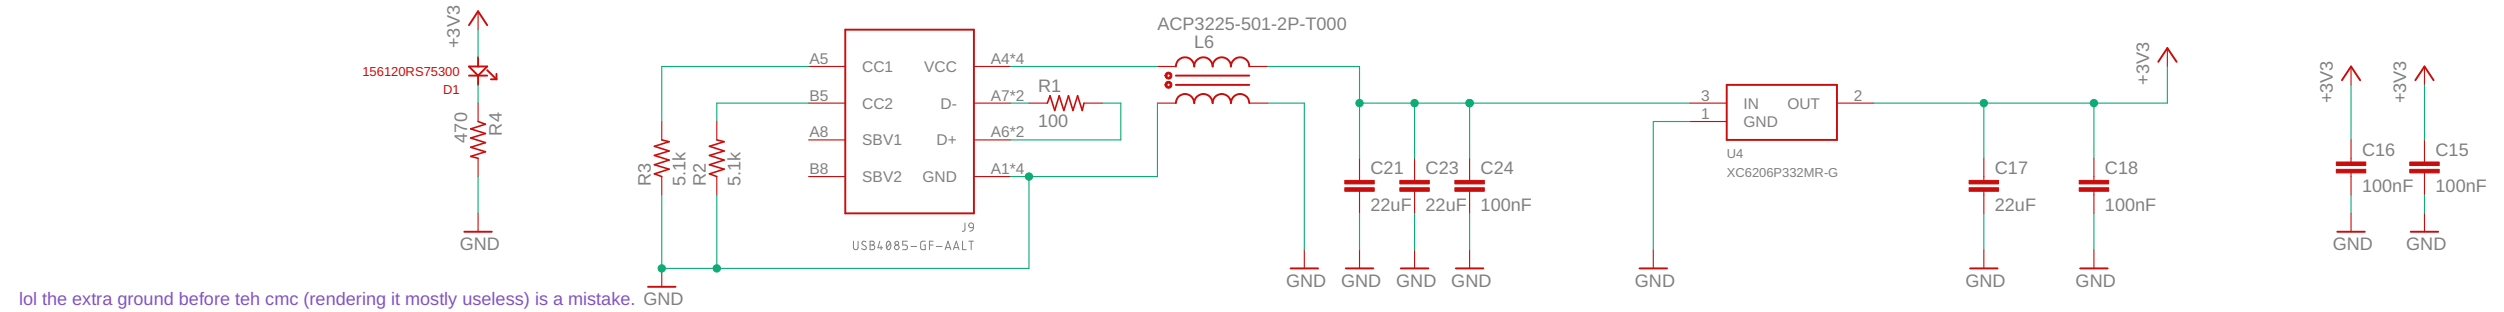 +3V3
156120RS75300
D1
470
R4
GND
lol the extra ground before teh cmc (rendering it mostly useless) is a mistake.
R3
5.1k
R2
5.1k
GND
A5
B5
A8
B8
CC1
CC2
SBV1
SBV2
VCC
D-
D+
GND
A4*4
A7*2
A6*2
A1*4
J9
USB4085-GF-AALT
R1
100
ACP3225-501-2P-T000
L6
GND
C21
22uF
GND
C23
22uF
GND
C24
100nF
GND
3
1
IN
GND
OUT
2
U4
XC6206P332MR-G
GND
+3V3
C17
22uF
GND
C18
100nF
GND
+3V3
C16
100nF
GND
+3V3
C15
100nF
GND